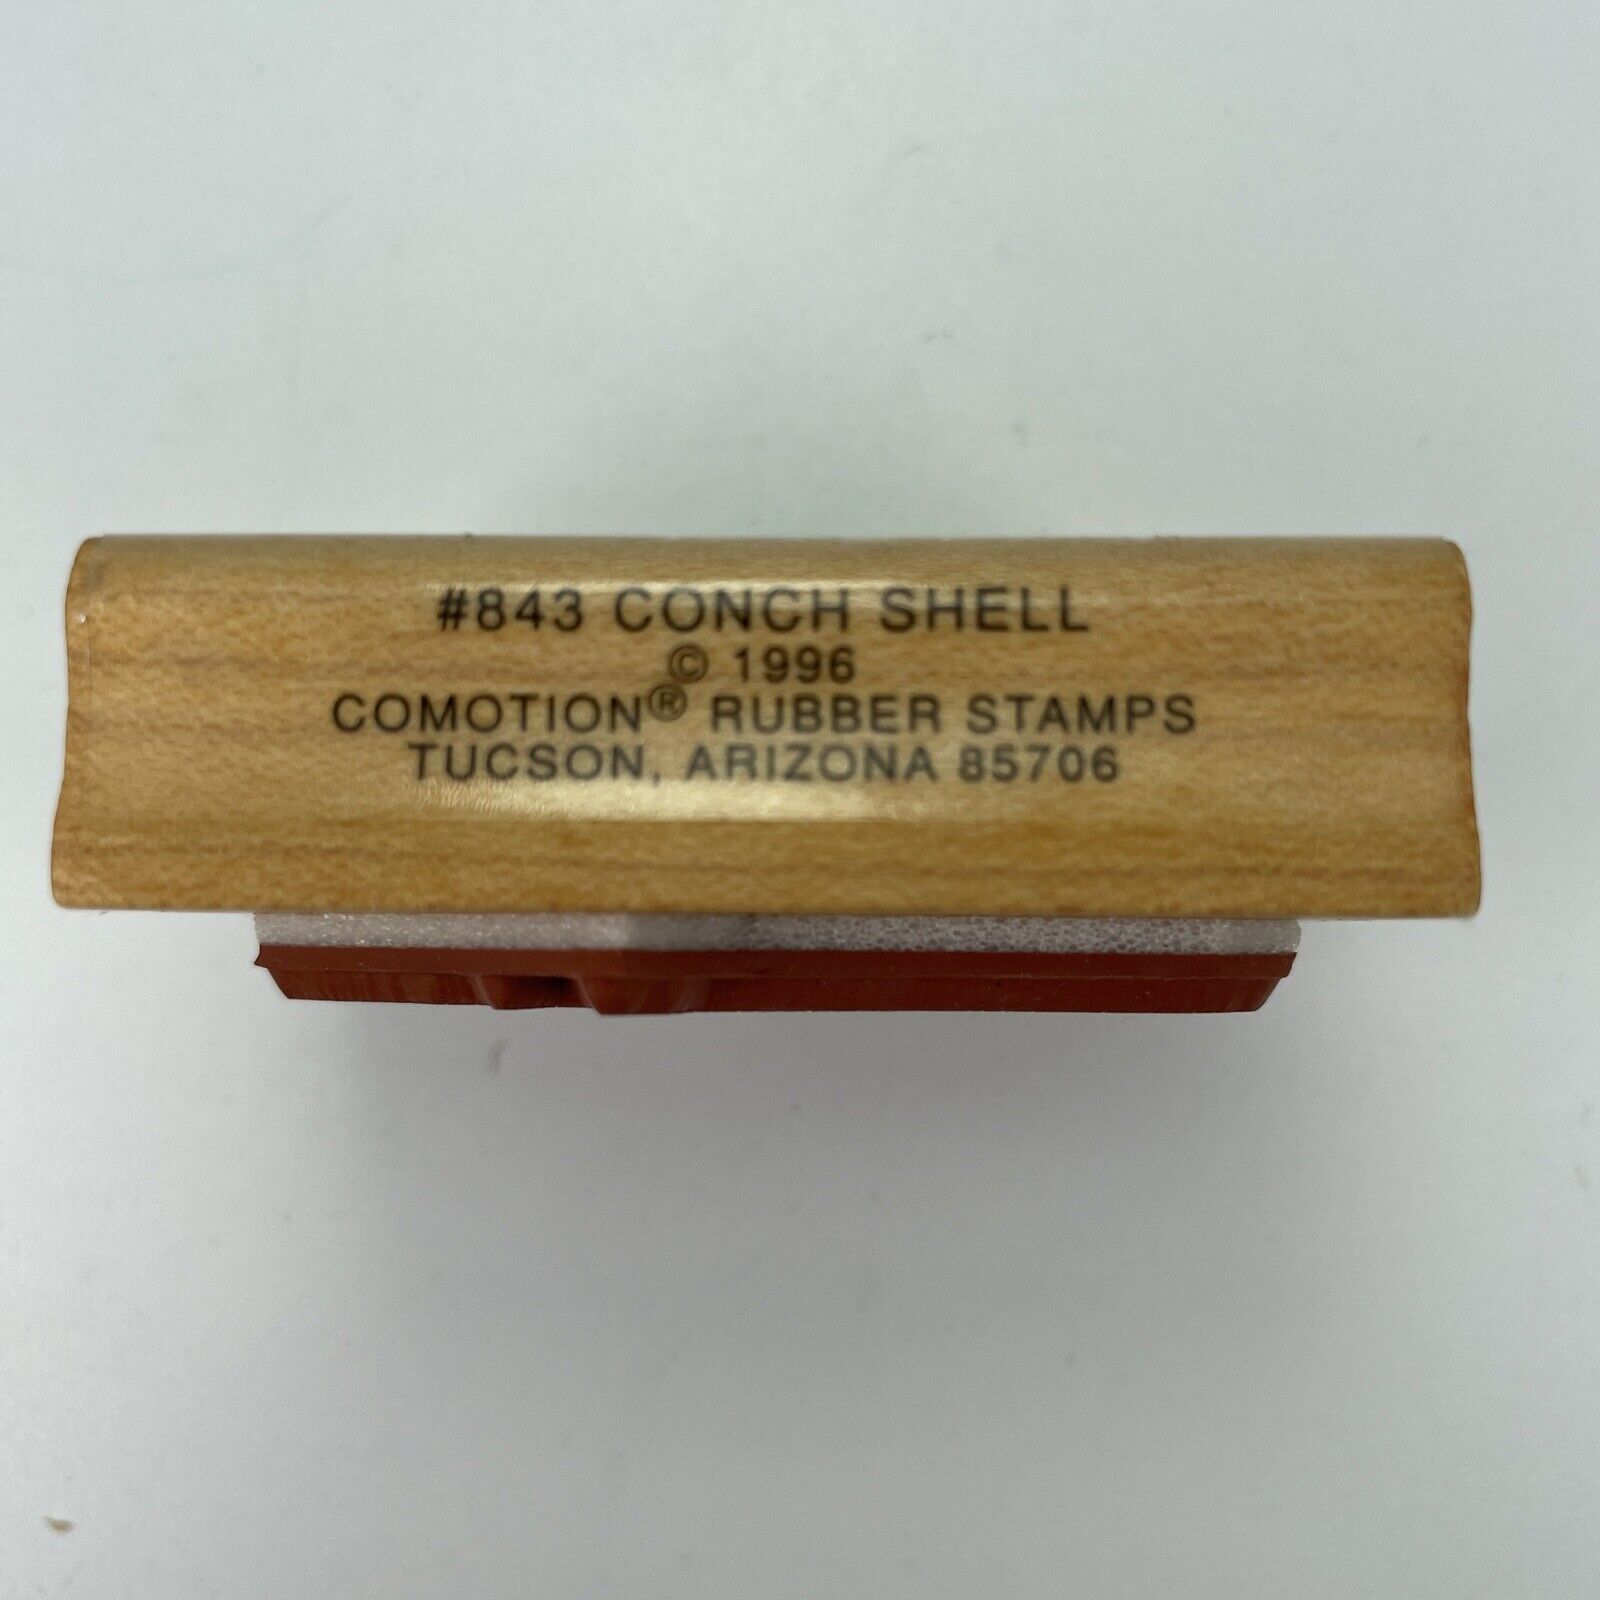 #843 CONCH SHELL
© 1996
COMOTION® RUBBER STAMPS
TUCSON, ARIZONA 85706